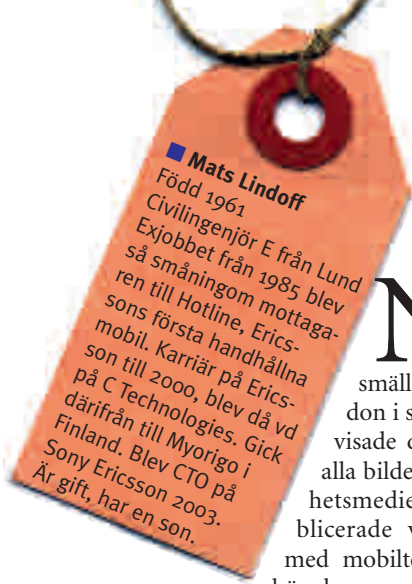 Mats Lindoff
Född 1961
Civilingenjör E från Lund
Exjobbet från 1985 blev
så småningom mottaga-
ren till Hotline, Erics-
sons första handhållna
mobil. Karriär på Erics-
son till 2000, blev då vd
på C Technologies. Gick
därifrån till Myorigo i
Finland. Blev CTO på
Sony Ericsson 2003.
Är gift, har en son.
N
smäll
don i s
visade
alla bilde
hetsmedie
blicerade v
med mobilt